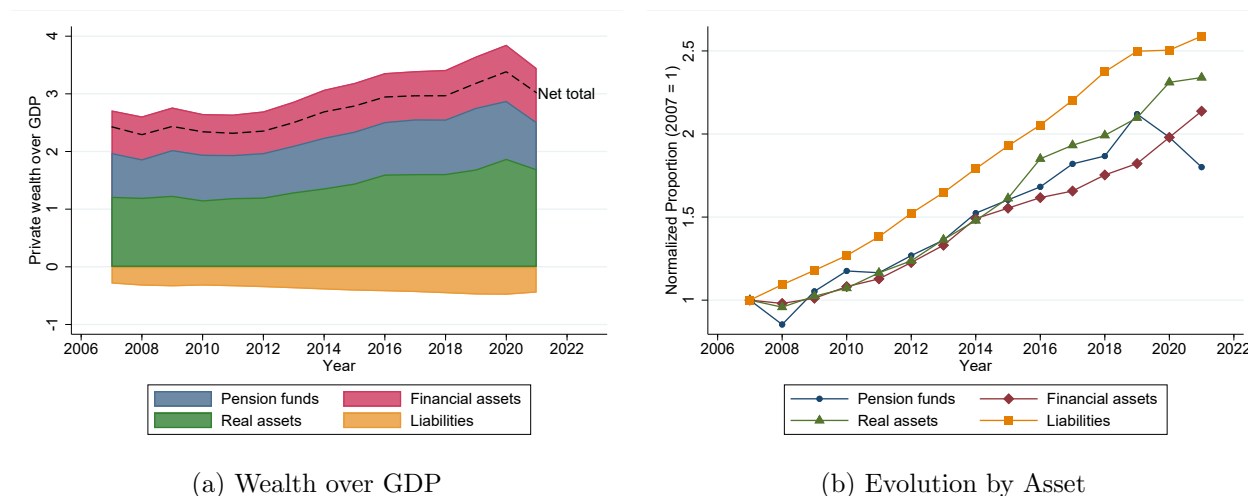 Private wealth over GDP
4
3
2
1
0
-1
Net total
2006 2008 2010 2012 2014 2016 2018 2020 2022
Year
Pension funds Financial assets
Real assets Liabilities
(a) Wealth over GDP
Normalized Proportion (2007 = 1)
2.5
2
1.5
1
2006 2008 2010 2012 2014 2016 2018 2020 2022
Year
Pension funds Financial assets
Real assets Liabilities
(b) Evolution by Asset